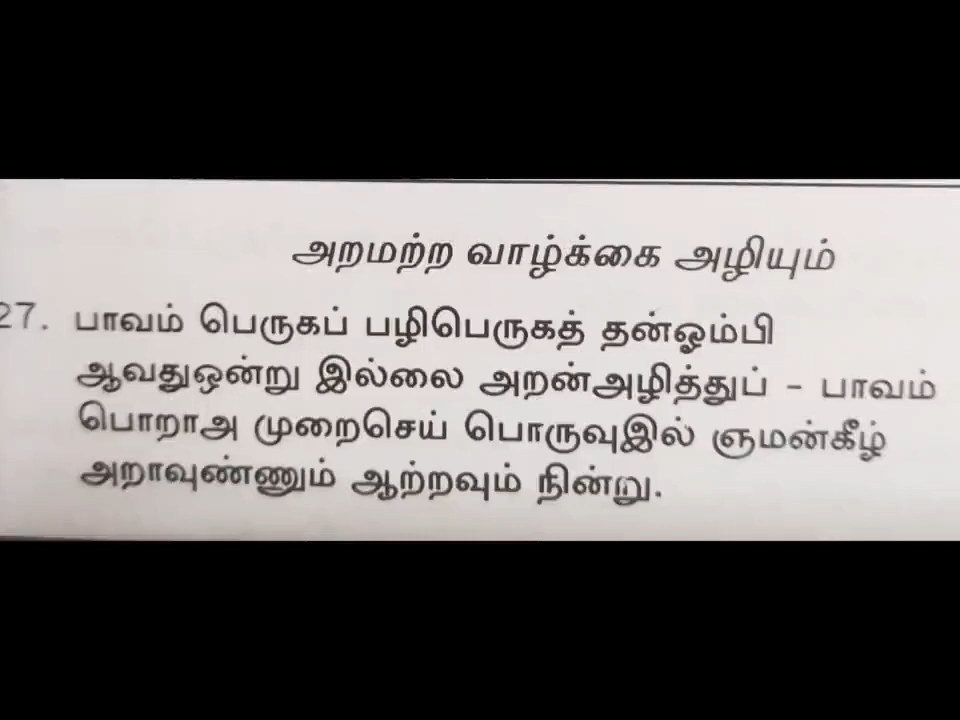 அறமற்ற வாழ்க்கை அழியும்
27. பாவம் பெருகப் பழிபெருகத் தன்ஓம்பி
ஆவதுஒன்று இல்லை அறன்அழித்துப் - பாவம்
பொறாஅ முறைசெய் பொருவுஇல் ஞமன்கீழ்
அறாவுண்ணும் ஆற்றவும் நின்று.